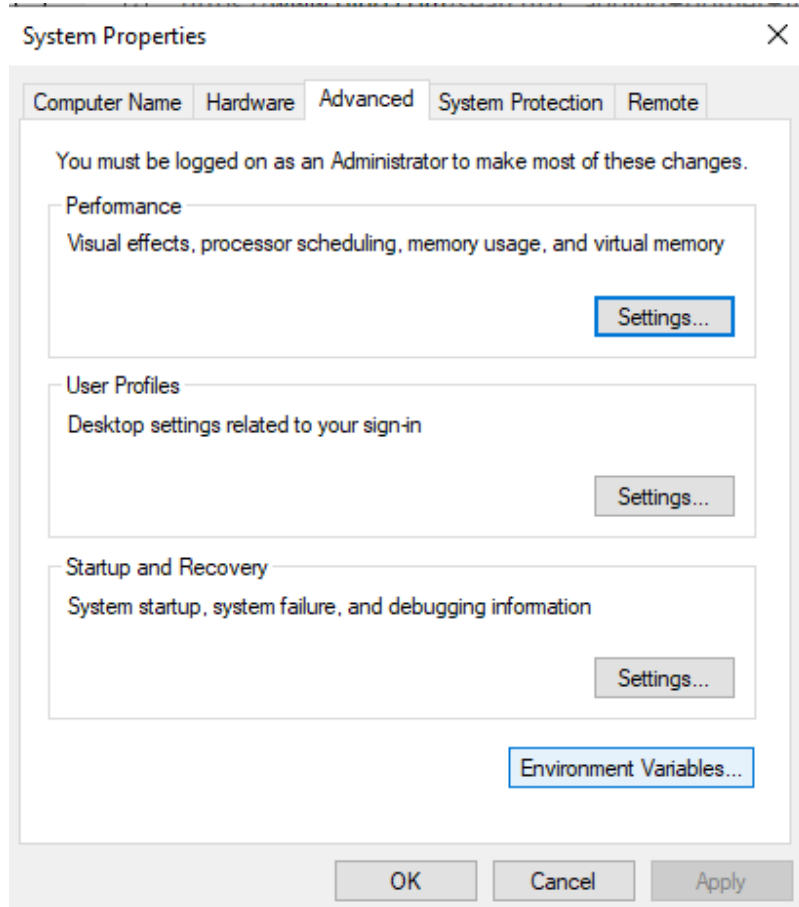 System Properties
Computer Name Hardware Advanced System Protection Remote
You must be logged on as an Administrator to make most of these changes.
Performance
Visual effects, processor scheduling, memory usage, and virtual memory
Settings...
User Profiles
Desktop settings related to your sign-in
Settings...
Startup and Recovery
System startup, system failure, and debugging information
Settings...
Environment Variables...
OK Cancel Apply